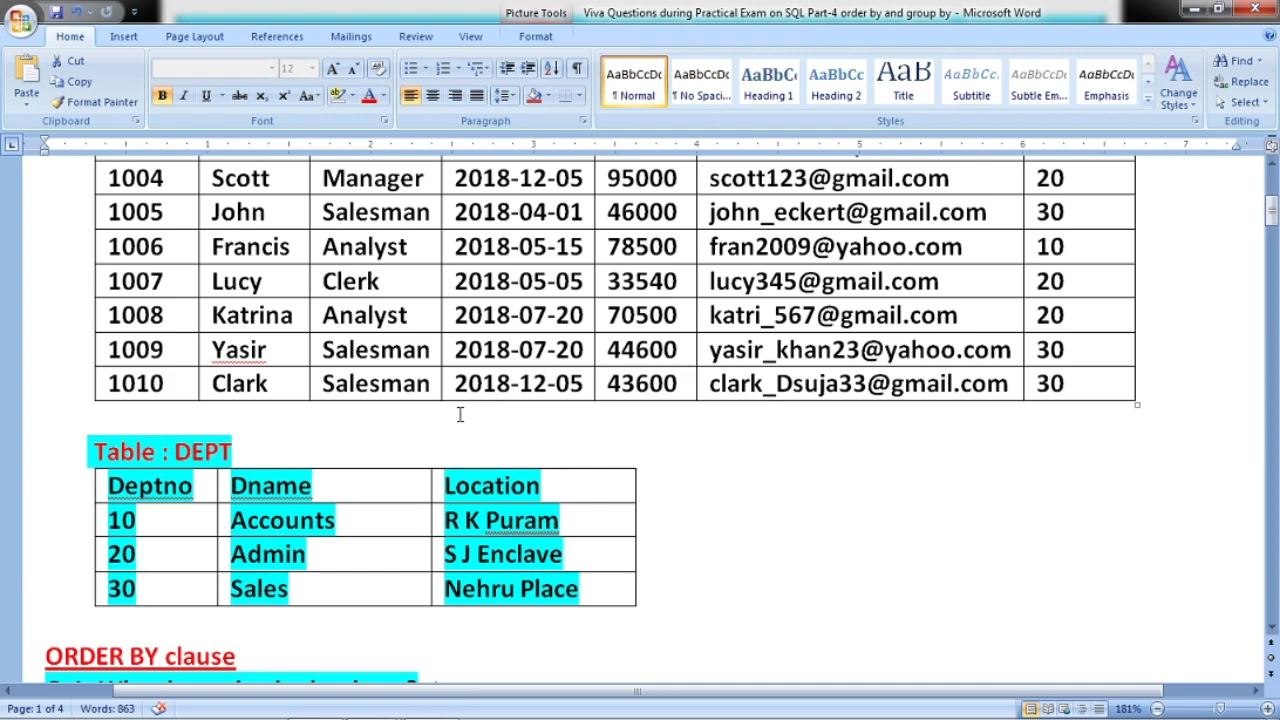 Picture Tools
Viva Questions during Practical Exam on SQL Part-4 order by and group by - Microsoft Word
Home Insert Page Layout References Mailings Review View Format
Cut
Copy
Format Painter
Paste
Clipboard
12
Font
Paragraph
AaBbCcDc AaBbCcDc AaBbC AaBbCc AaB AaBbCc. AaBbCcDc AaBbCcDc
¶ Normal ¶ No Spaci... Heading 1 Heading 2 Title Subtitle Subtle Em... Emphasis
Change Styles
Styles
Find
Replace
Select
Editing
1 2 3 4 5 6 7
1004 Scott Manager 2018-12-05 95000 scott123@gmail.com 20
1005 John Salesman 2018-04-01 46000 john_eckert@gmail.com 30
1006 Francis Analyst 2018-05-15 78500 fran2009@yahoo.com 10
1007 Lucy Clerk 2018-05-05 33540 lucy345@gmail.com 20
1008 Katrina Analyst 2018-07-20 70500 katri_567@gmail.com 20
1009 Yasir Salesman 2018-07-20 44600 yasir_khan23@yahoo.com 30
1010 Clark Salesman 2018-12-05 43600 clark_Dsuja33@gmail.com 30
Table : DEPT
Deptno Dname Location
10 Accounts R K Puram
20 Admin S J Enclave
30 Sales Nehru Place
ORDER BY clause
Page: 1 of 4 Words: 863 181%